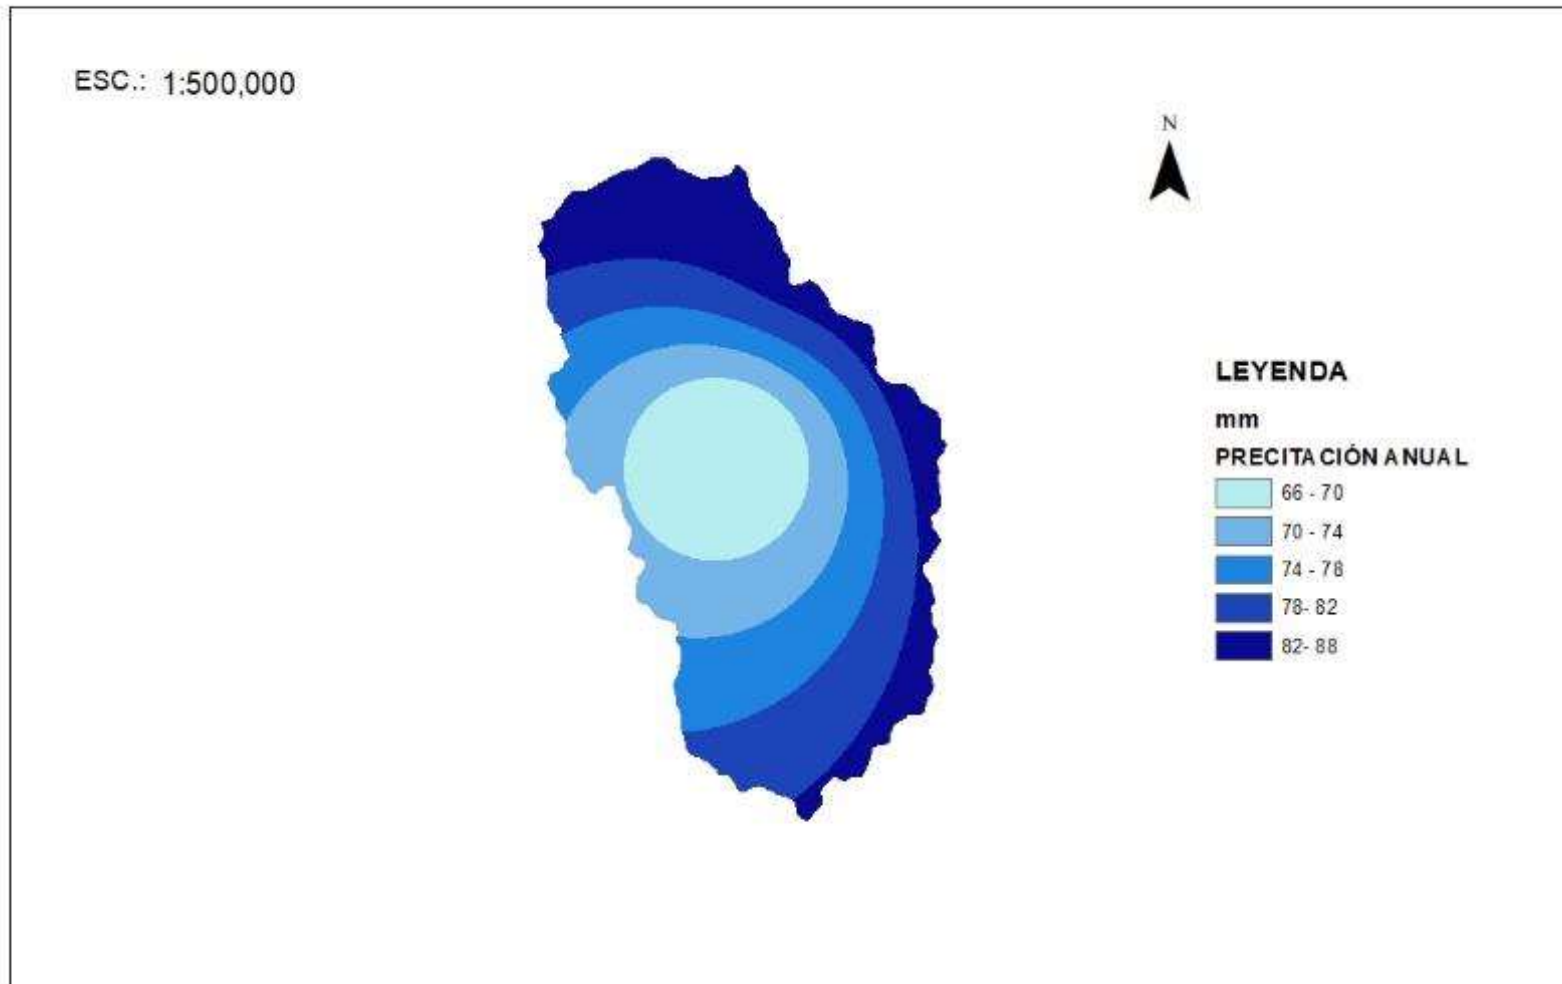 ESC.: 1:500,000
N
LEYENDA
mm
PRECITACIÓN ANUAL
66 - 70
70 - 74
74 - 78
78- 82
82- 88